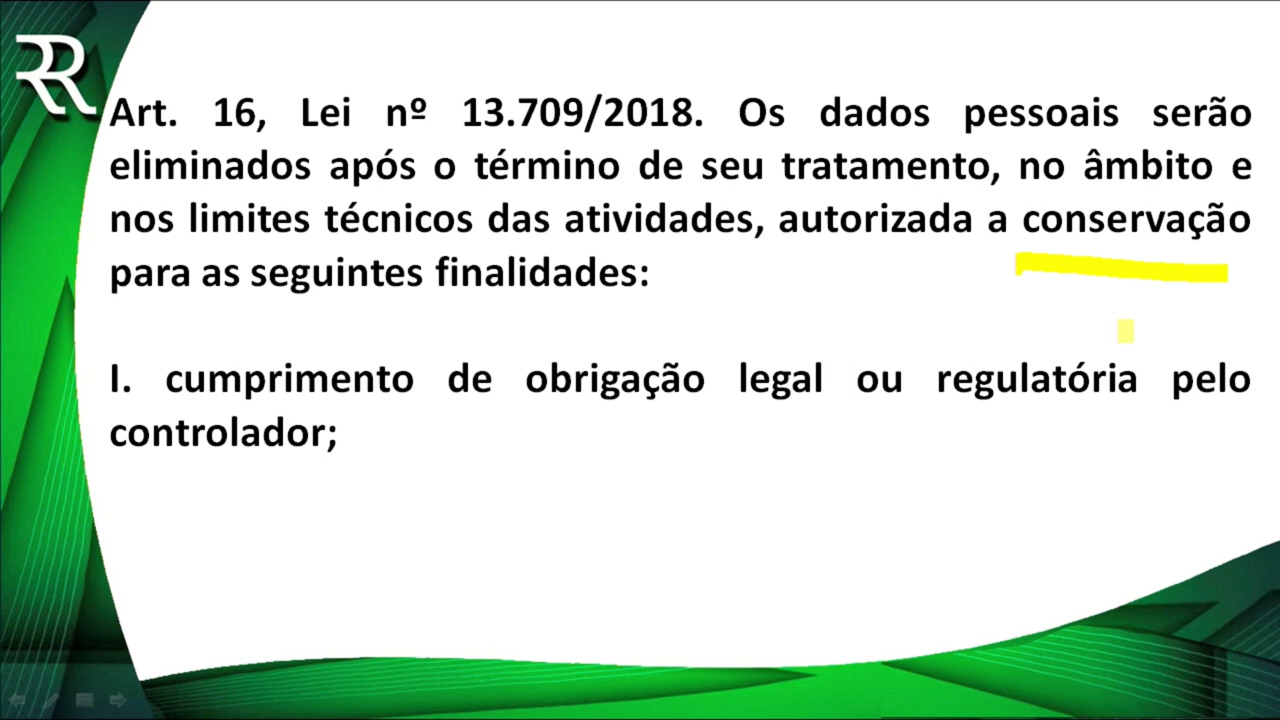 Art. 16, Lei nº 13.709/2018. Os dados pessoais serão
eliminados após o término de seu tratamento, no âmbito e
nos limites técnicos das atividades, autorizada a conservação
para as seguintes finalidades:
I. cumprimento de obrigação legal ou regulatória pelo
controlador;